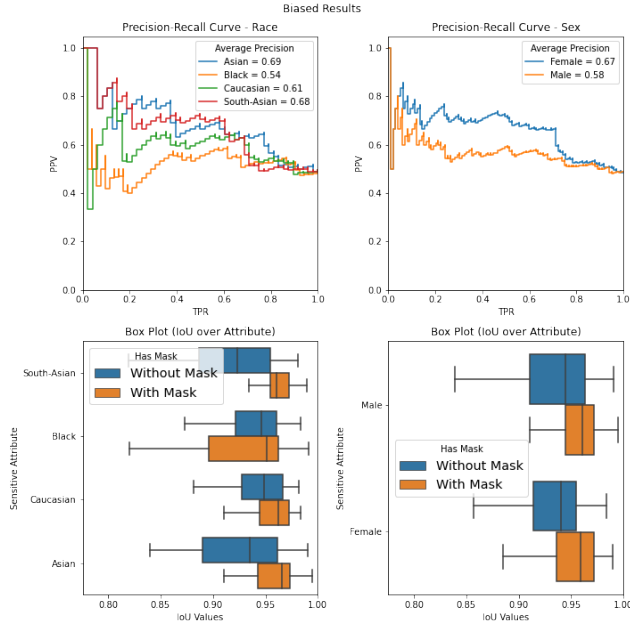 Biased Results
Precision-Recall Curve - Race
Precision-Recall Curve - Sex
1.0
0.8
0.6
0.4
0.2
0.0
PPV
0.0 0.2 0.4 0.6 0.8 1.0
TPR
Average Precision
Asian = 0.69
Black = 0.54
Caucasian = 0.61
South-Asian = 0.68
1.0
0.8
0.6
0.4
0.2
0.0
PPV
0.0 0.2 0.4 0.6 0.8 1.0
TPR
Average Precision
Female = 0.67
Male = 0.58
Box Plot (IoU over Attribute)
Has Mask
Without Mask
With Mask
South-Asian
Black
Caucasian
Asian
Sensitive Attribute
0.80 0.85 0.90 0.95 1.00
IoU Values
Box Plot (IoU over Attribute)
Male
Has Mask
Without Mask
With Mask
Female
Sensitive Attribute
0.80 0.85 0.90 0.95 1.00
IoU Values